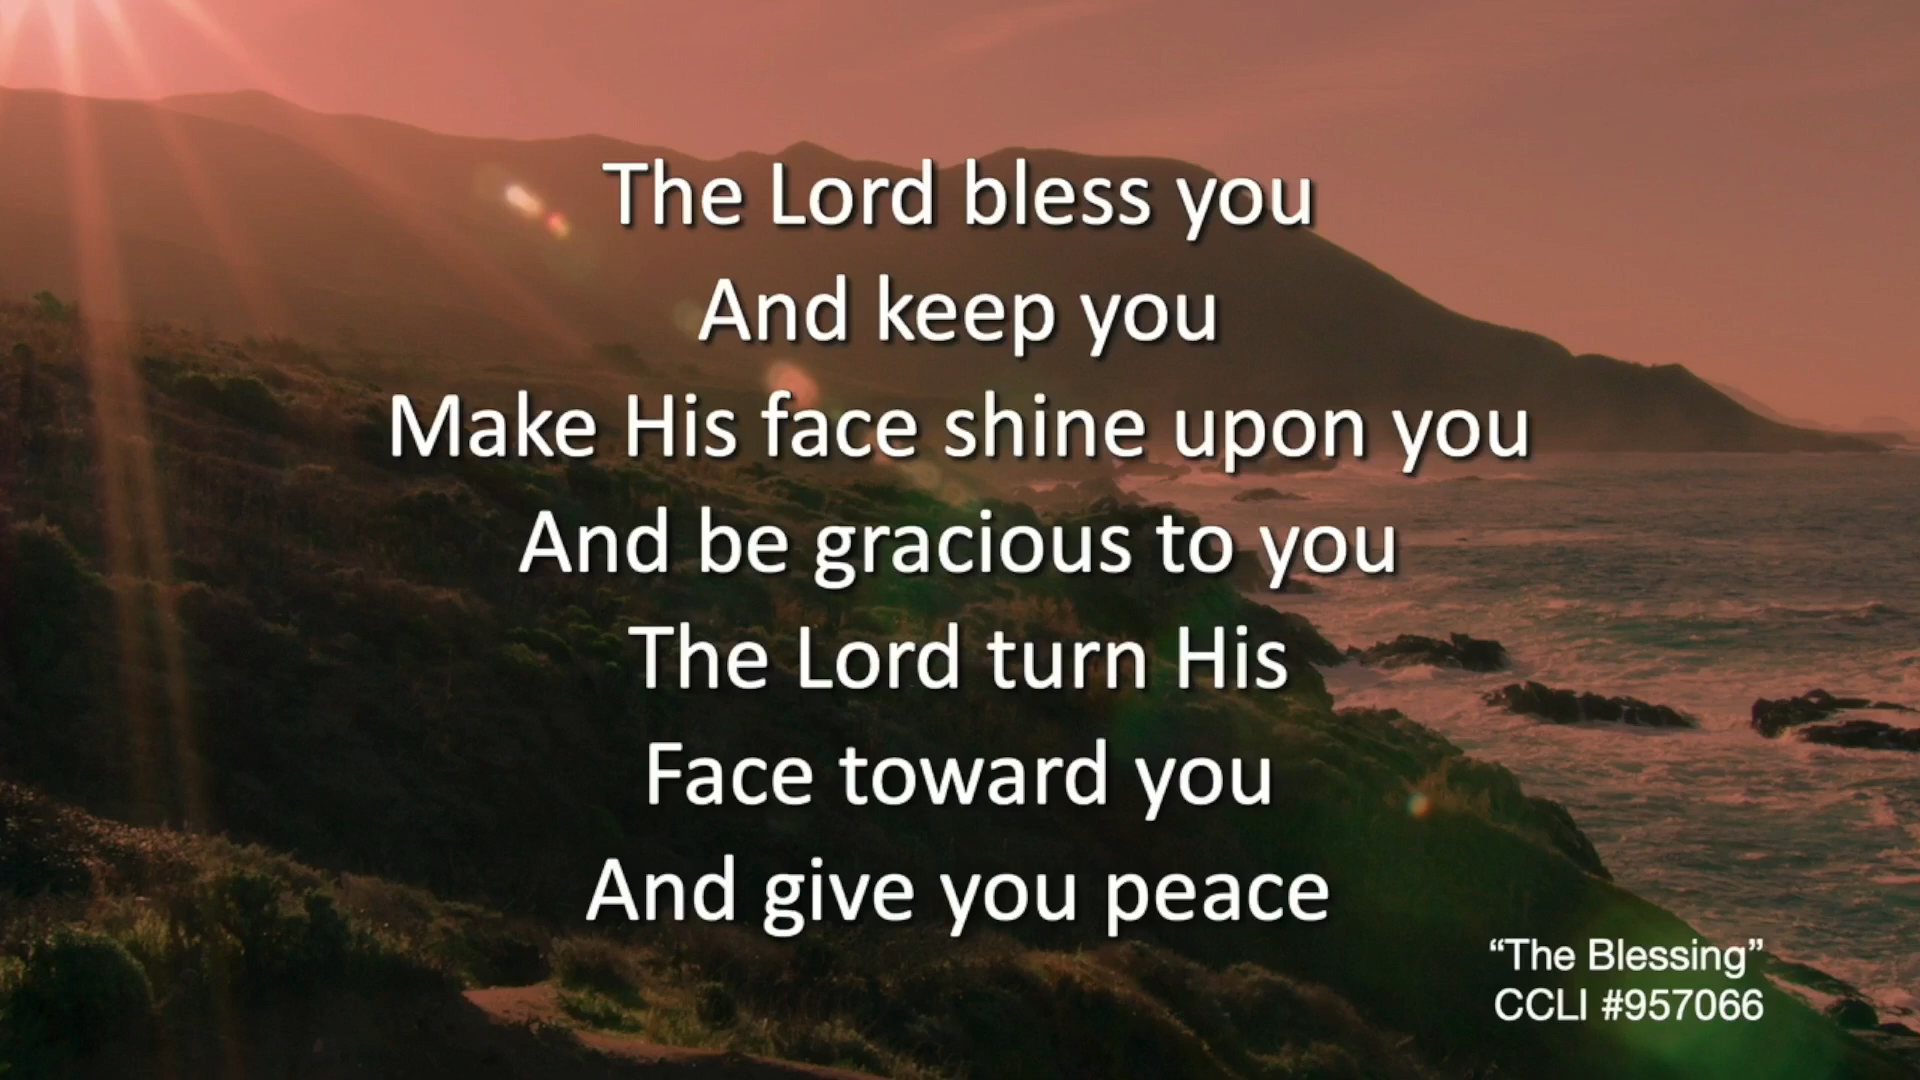 The Lord bless you
And keep you
Make His face shine upon you
And be gracious to you
The Lord turn His
Face toward you
And give you peace
“The Blessing”
CCLI #957066